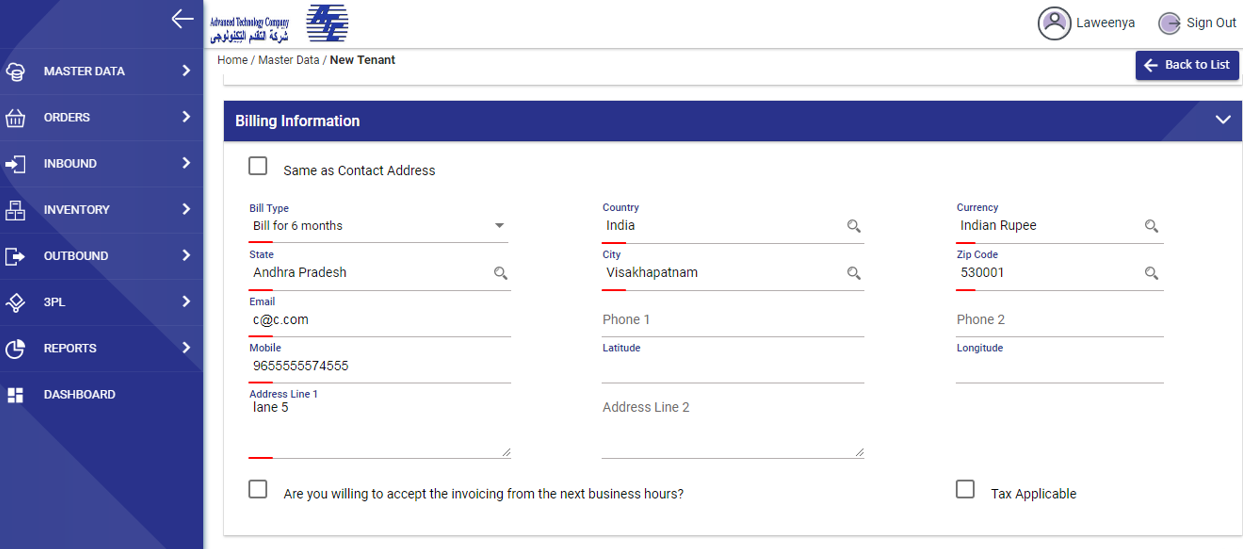 Advanced Technology Company
شركة التقدم التكنولوجى
Laweenya
Sign Out
Home / Master Data / New Tenant
Back to List
MASTER DATA
ORDERS
INBOUND
INVENTORY
OUTBOUND
3PL
REPORTS
DASHBOARD
Billing Information
Same as Contact Address
Bill Type
Bill for 6 months
Country
India
Currency
Indian Rupee
State
Andhra Pradesh
City
Visakhapatnam
Zip Code
530001
Email
c@c.com
Phone 1
Phone 2
Mobile
9655555574555
Latitude
Longitude
Address Line 1
lane 5
Address Line 2
Are you willing to accept the invoicing from the next business hours?
Tax Applicable